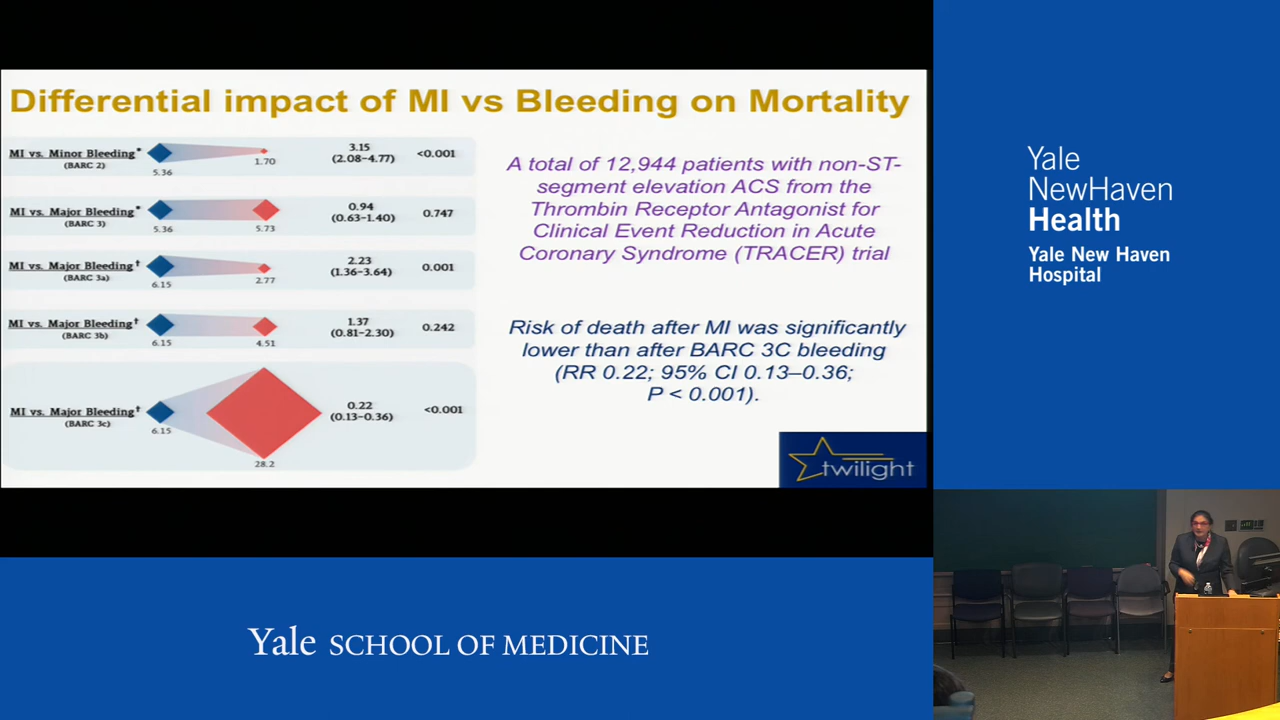 Differential impact of MI vs Bleeding on Mortality
MI vs. Minor Bleeding*
(BARC 2)
5.36
1.70
3.15
(2.08–4.77)
<0.001
MI vs. Major Bleeding*
(BARC 3)
5.36
5.73
0.94
(0.63–1.40)
0.747
MI vs. Major Bleeding†
(BARC 3a)
6.15
2.77
2.23
(1.36–3.64)
0.001
MI vs. Major Bleeding†
(BARC 3b)
6.15
4.51
1.37
(0.81–2.30)
0.242
MI vs. Major Bleeding†
(BARC 3c)
6.15
28.2
0.22
(0.13–0.36)
<0.001
A total of 12,944 patients with non-ST-
segment elevation ACS from the
Thrombin Receptor Antagonist for
Clinical Event Reduction in Acute
Coronary Syndrome (TRACER) trial
Risk of death after MI was significantly
lower than after BARC 3C bleeding
(RR 0.22; 95% CI 0.13–0.36;
P < 0.001).
twilight
Yale
NewHaven
Health
Yale New Haven
Hospital
Yale SCHOOL OF MEDICINE